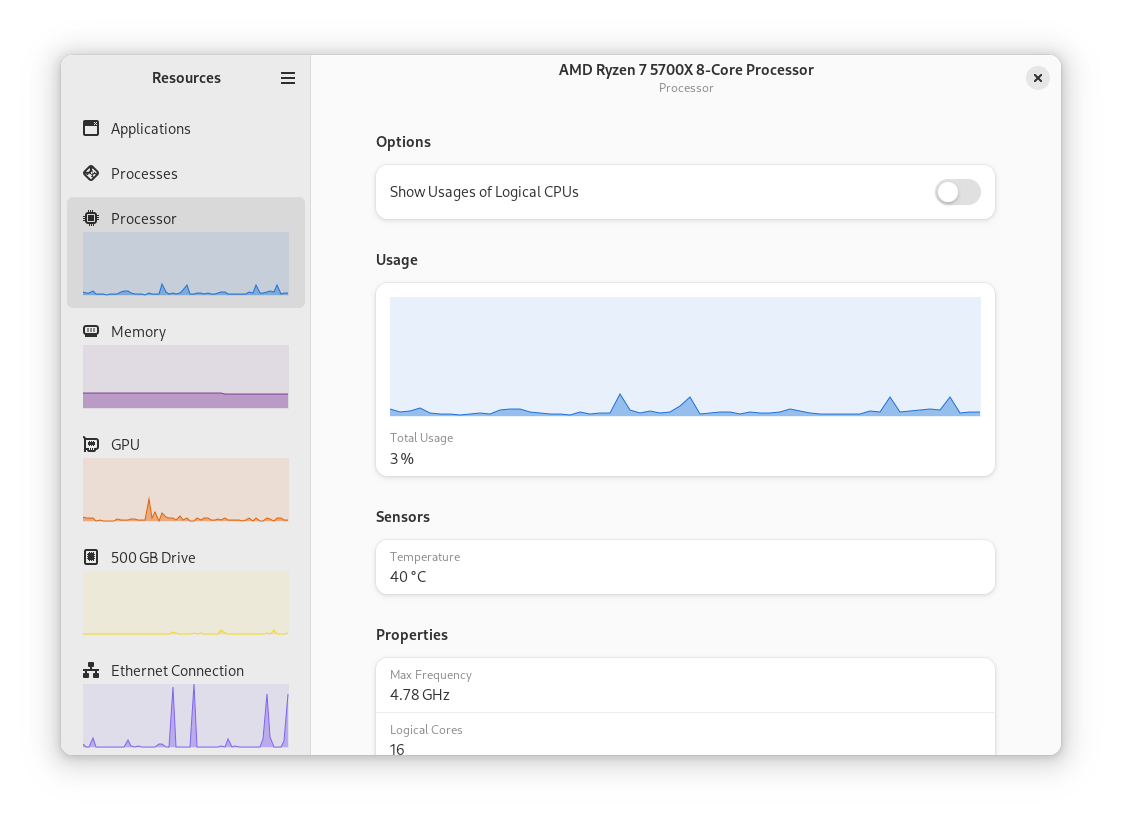 Resources
Applications
Processes
Processor
Memory
GPU
500 GB Drive
Ethernet Connection
AMD Ryzen 7 5700X 8-Core Processor
Processor
Options
Show Usages of Logical CPUs
Usage
Total Usage
3 %
Sensors
Temperature
40 °C
Properties
Max Frequency
4.78 GHz
Logical Cores
16